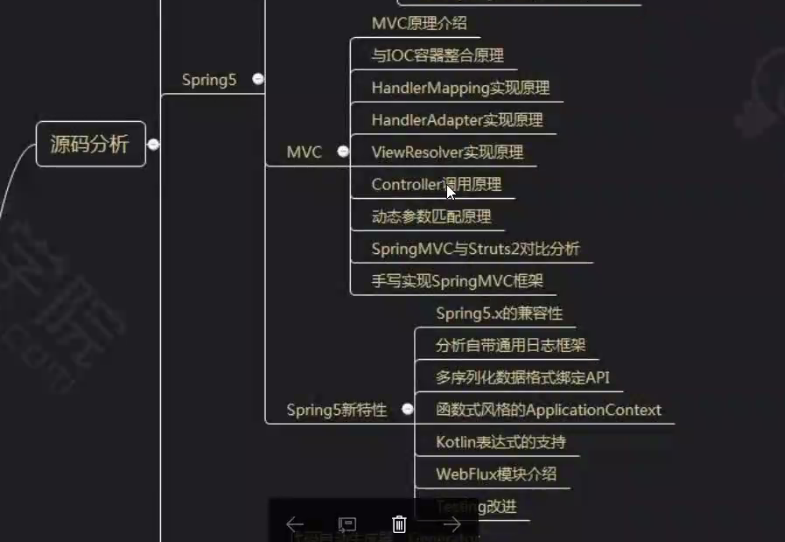 MVC原理介绍
与IOC容器整合原理
Spring5
HandlerMapping实现原理
HandlerAdapter实现原理
源码分析
MVC
ViewResolver实现原理
Controller调用原理
动态参数匹配原理
SpringMVC与Struts2对比分析
手写实现SpringMVC框架
Spring5.x的兼容性
分析自带通用日志框架
多序列化数据格式绑定API
Spring5新特性
函数式风格的ApplicationContext
Kotlin表达式的支持
WebFlux模块介绍
Testing改进
学院
.com